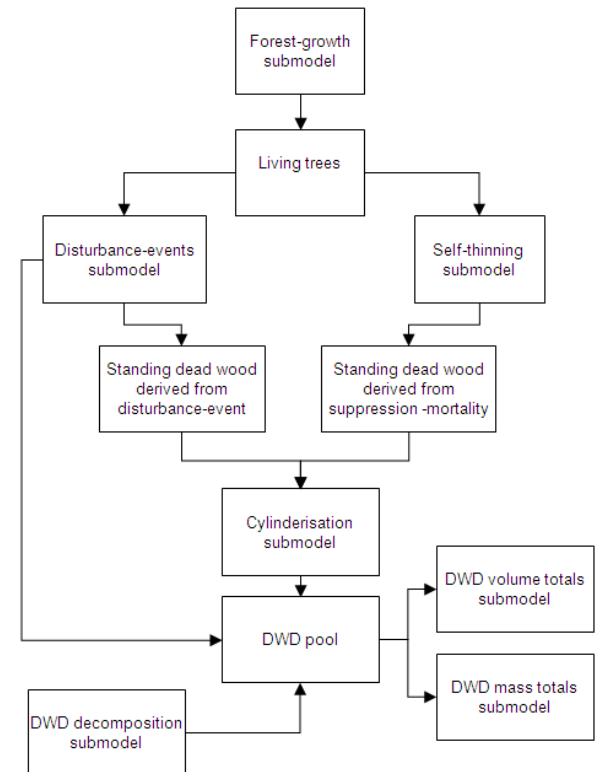 Forest-growth
submodel
Living trees
Disturbance-events
submodel
Self-thinning
submodel
Standing dead wood
derived from
disturbance-event
Standing dead wood
derived from
suppression -mortality
Cylinderisation
submodel
DWD pool
DWD volume totals
submodel
DWD mass totals
submodel
DWD decomposition
submodel